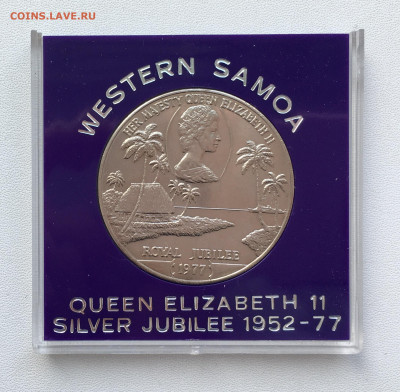 COINS.LAVE.RU
WESTERN SAMOA
HER MAJESTY QUEEN ELIZABETH II
ROYAL JUBILEE
(1977)
QUEEN ELIZABETH 11
SILVER JUBILEE 1952-77